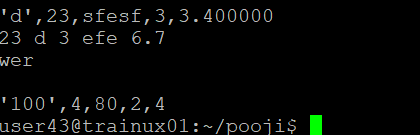 'd',23,sfesf,3,3.400000
23 d 3 efe 6.7
wer
'100',4,80,2,4
user43@trainux01:~/pooji$